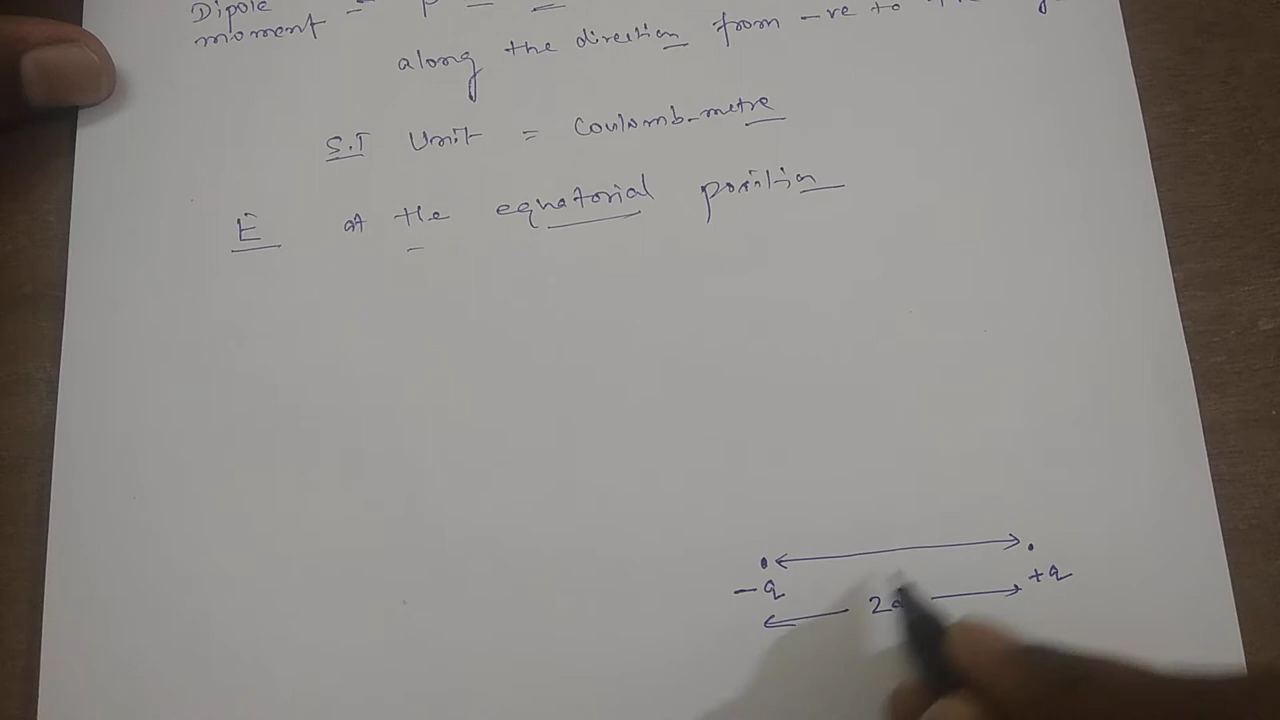 Dipole moment = P =
along the direction from -ve to
S.I Unit = Coulomb-metre
E at the equatorial position
-q +q
2a